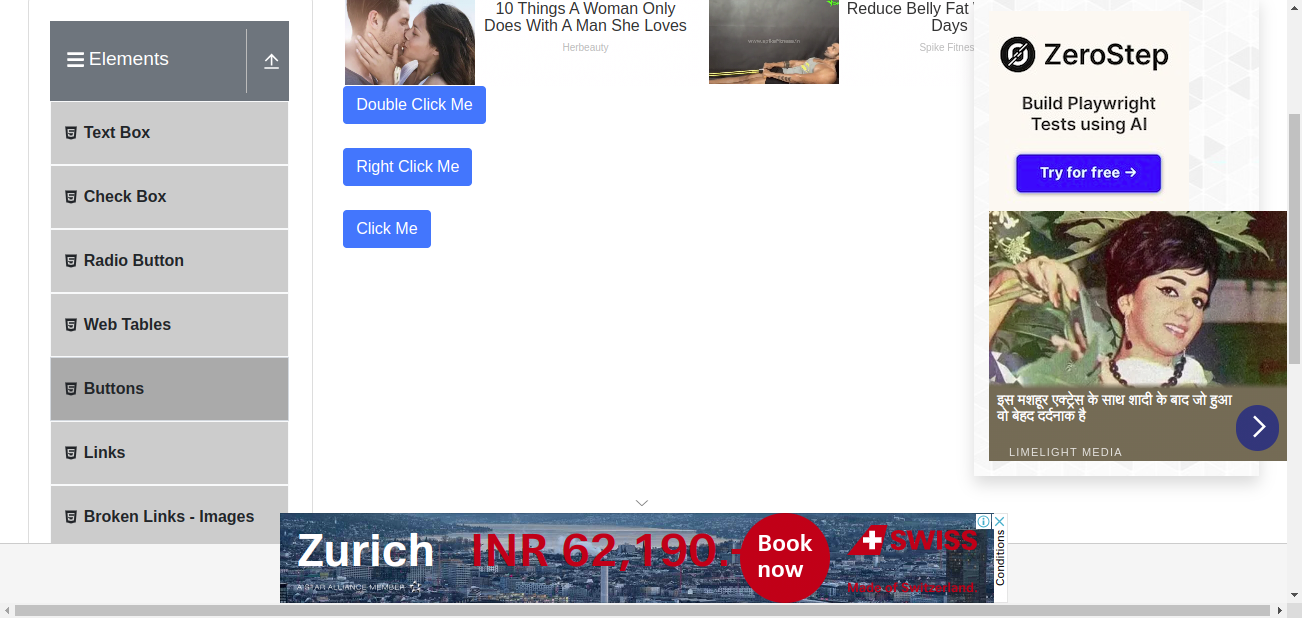 Elements
Text Box
Check Box
Radio Button
Web Tables
Buttons
Links
Broken Links - Images
10 Things A Woman Only
Does With A Man She Loves
Herbeauty
www.sofiefitness.in
Reduce Belly Fat
Days
Spike Fitnes
Double Click Me
Right Click Me
Click Me
ZeroStep
Build Playwright
Tests using AI
Try for free →
इस मशहूर एक्ट्रेस के साथ शादी के बाद जो हुआ
वो बेहद दर्दनाक है
LIMELIGHT MEDIA
Zurich
A STAR ALLIANCE MEMBER
INR 62,190.-
Book
now
SWISS
Made of Switzerland.
Conditions